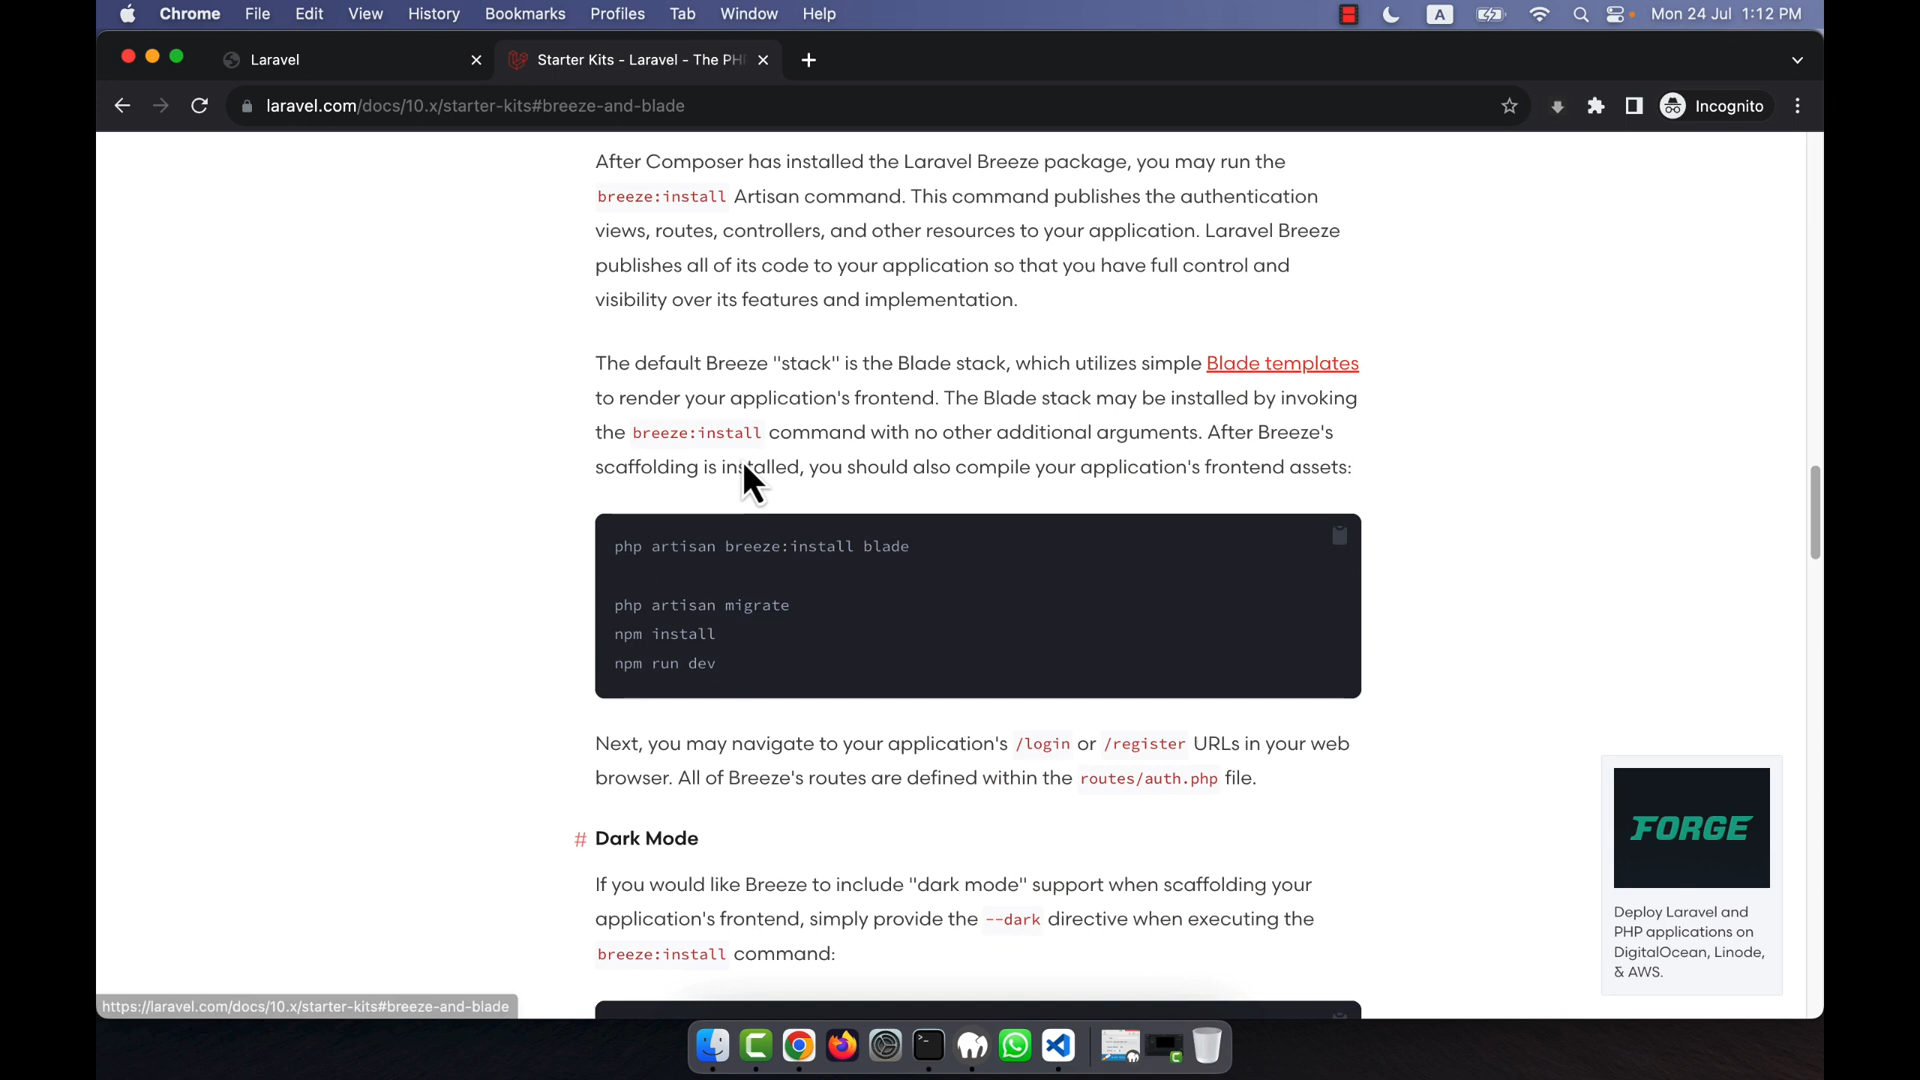 Chrome File Edit View History Bookmarks Profiles Tab Window Help A Mon 24 Jul 1:12 PM
Laravel Starter Kits - Laravel - The PH
laravel.com/docs/10.x/starter-kits#breeze-and-blade Incognito
After Composer has installed the Laravel Breeze package, you may run the
breeze:install Artisan command. This command publishes the authentication
views, routes, controllers, and other resources to your application. Laravel Breeze
publishes all of its code to your application so that you have full control and
visibility over its features and implementation.
The default Breeze "stack" is the Blade stack, which utilizes simple Blade templates
to render your application's frontend. The Blade stack may be installed by invoking
the breeze:install command with no other additional arguments. After Breeze's
scaffolding is installed, you should also compile your application's frontend assets:
php artisan breeze:install blade
php artisan migrate
npm install
npm run dev
Next, you may navigate to your application's /login or /register URLs in your web
browser. All of Breeze's routes are defined within the routes/auth.php file.
# Dark Mode
If you would like Breeze to include "dark mode" support when scaffolding your
application's frontend, simply provide the --dark directive when executing the
breeze:install command:
FORGE
Deploy Laravel and
PHP applications on
DigitalOcean, Linode,
& AWS.
https://laravel.com/docs/10.x/starter-kits#breeze-and-blade